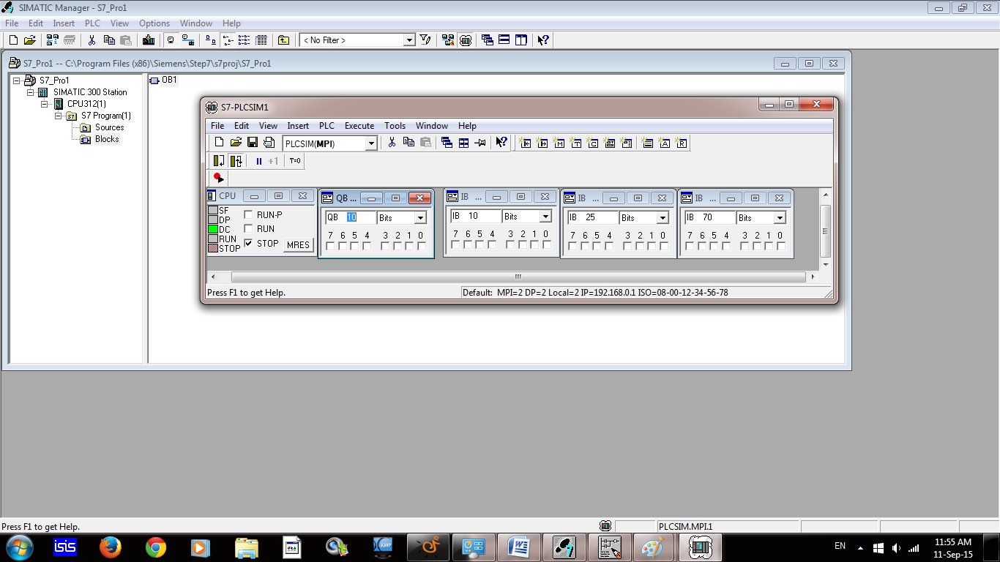 SIMATIC Manager - S7_Pro1
File Edit Insert PLC View Options Window Help
< No Filter >
S7_Pro1 -- C:\Program Files (x86)\Siemens\Step7\s7proj\S7_Pro1
S7_Pro1
SIMATIC 300 Station
CPU312(1)
S7 Program(1)
Sources
Blocks
OB1
S7-PLCSIM1
File Edit View Insert PLC Execute Tools Window Help
PLCSIM(MPI)
+1 T=0
CPU
SF
DP
DC
RUN
STOP
RUN-P
RUN
STOP MRES
QB ...
QB 10 Bits
7 6 5 4 3 2 1 0
IB ...
IB 10 Bits
7 6 5 4 3 2 1 0
IB ...
IB 25 Bits
7 6 5 4 3 2 1 0
IB ...
IB 70 Bits
7 6 5 4 3 2 1 0
Press F1 to get Help. Default: MPI=2 DP=2 Local=2 IP=192.168.0.1 ISO=08-00-12-34-56-78
Press F1 to get Help. PLCSIM.MPI.1
isis
KMP
EN
11:55 AM
11-Sep-15